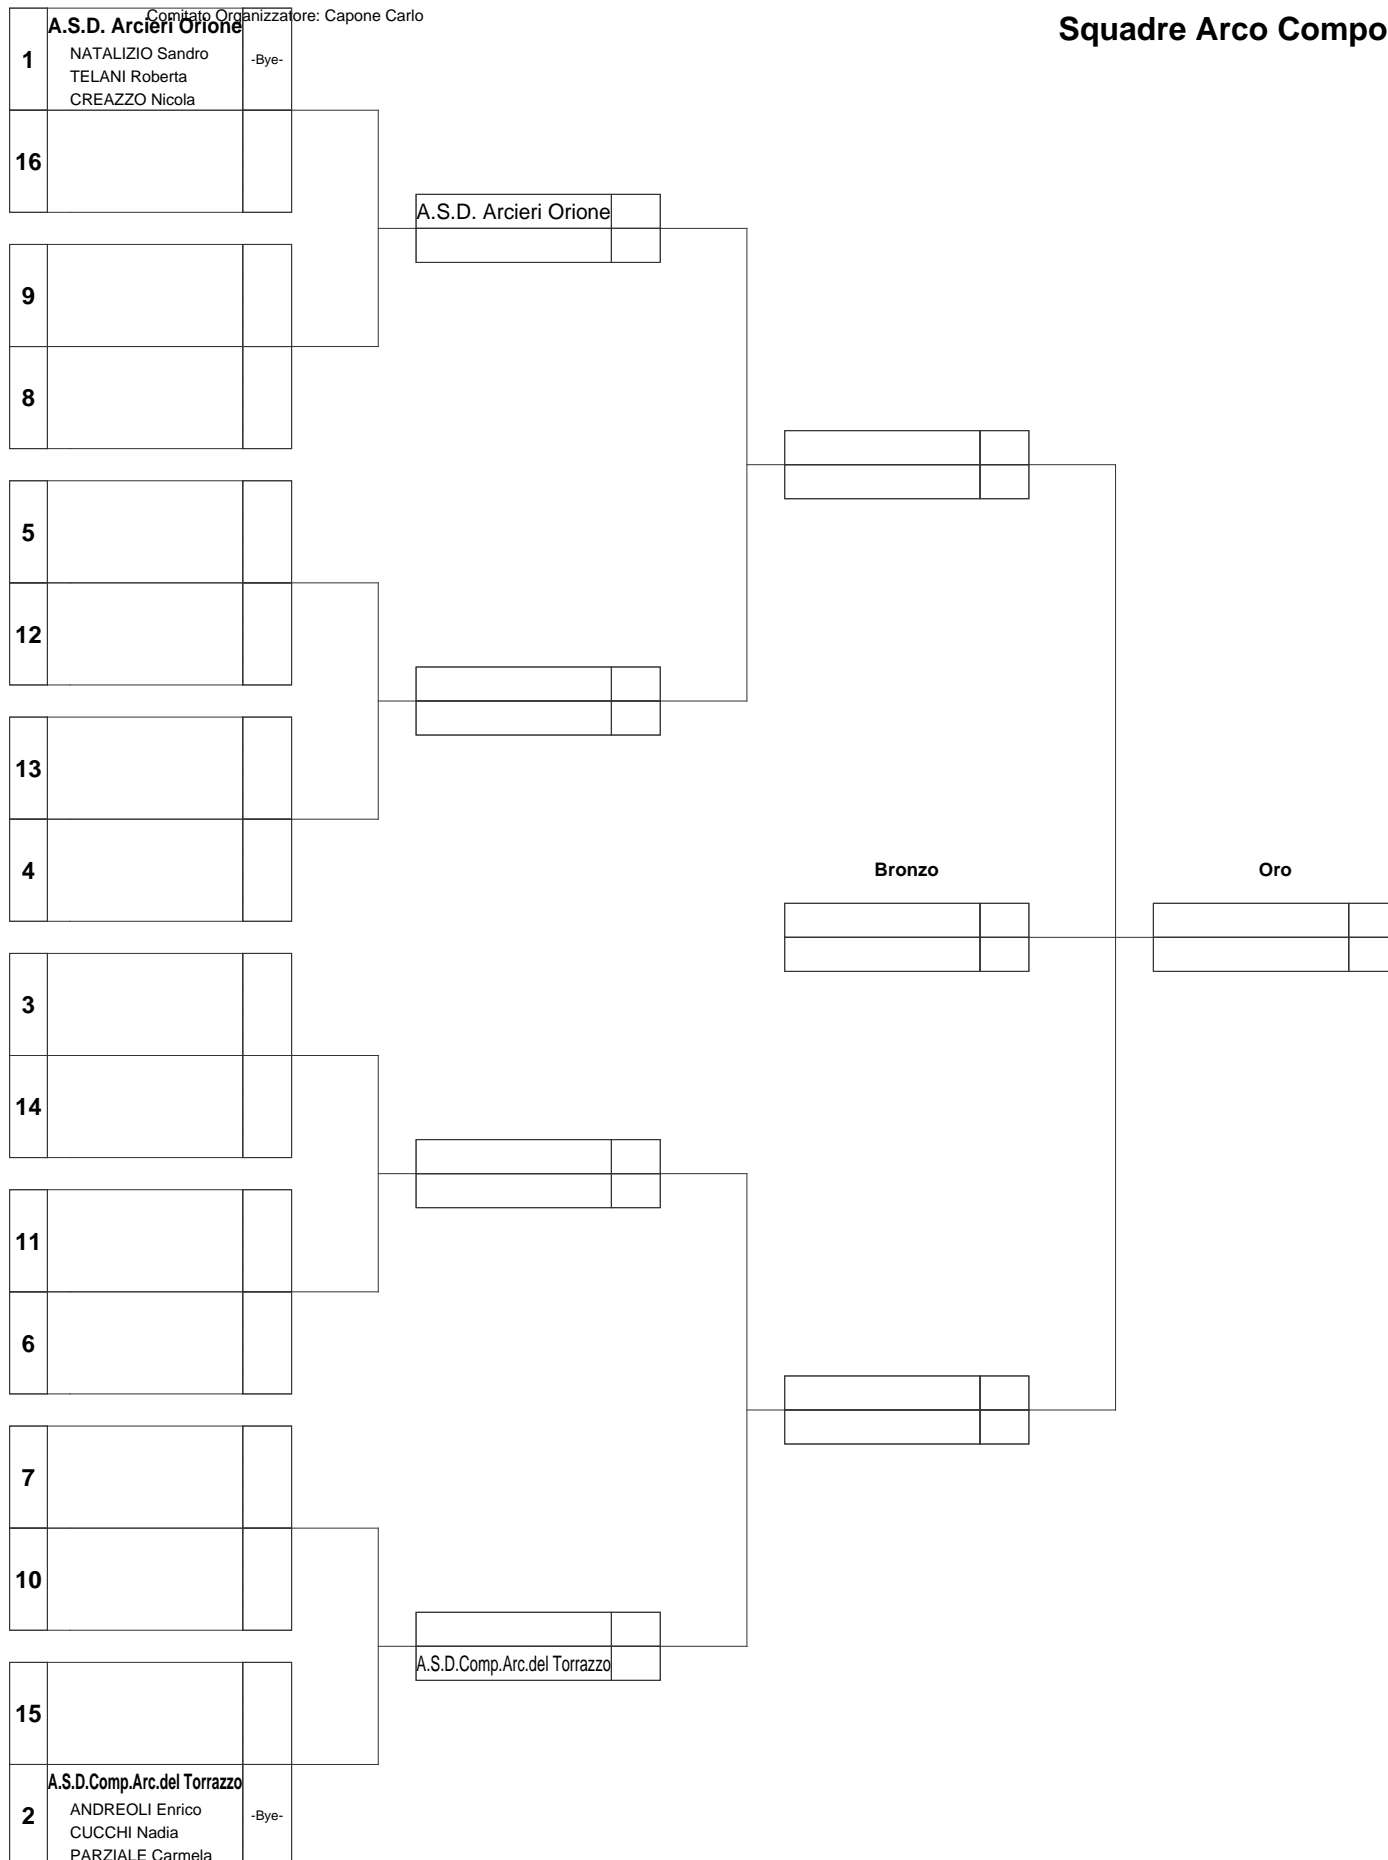 Comitato Organizzatore: Capone Carlo
Squadre Arco Compo
1
A.S.D. Arcieri Orione
NATALIZIO Sandro
TELANI Roberta
CREAZZO Nicola
-Bye-
16
A.S.D. Arcieri Orione
9
8
5
12
13
4
Bronzo
Oro
3
14
11
6
7
10
A.S.D.Comp.Arc.del Torrazzo
15
2
A.S.D.Comp.Arc.del Torrazzo
ANDREOLI Enrico
CUCCHI Nadia
PARZIALE Carmela
-Bye-